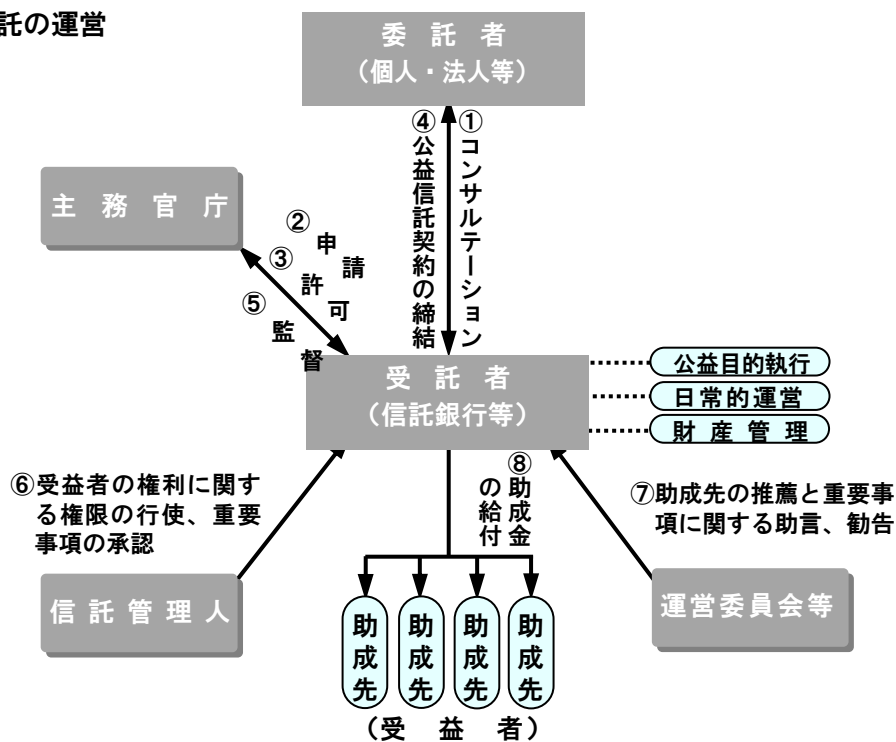 託の運営
委託者
(個人・法人等)
①コンサルテーション
④公益信託契約の締結
主務官庁
②申請
③許可
⑤監督
受託者
(信託銀行等)
公益目的執行
日常的運営
財産管理
⑥受益者の権利に関す
る権限の行使、重要
事項の承認
⑧助成金
の給付
⑦助成先の推薦と重要事
項に関する助言、勧告
信託管理人
運営委員会等
助成先
助成先
助成先
助成先
(受益者)